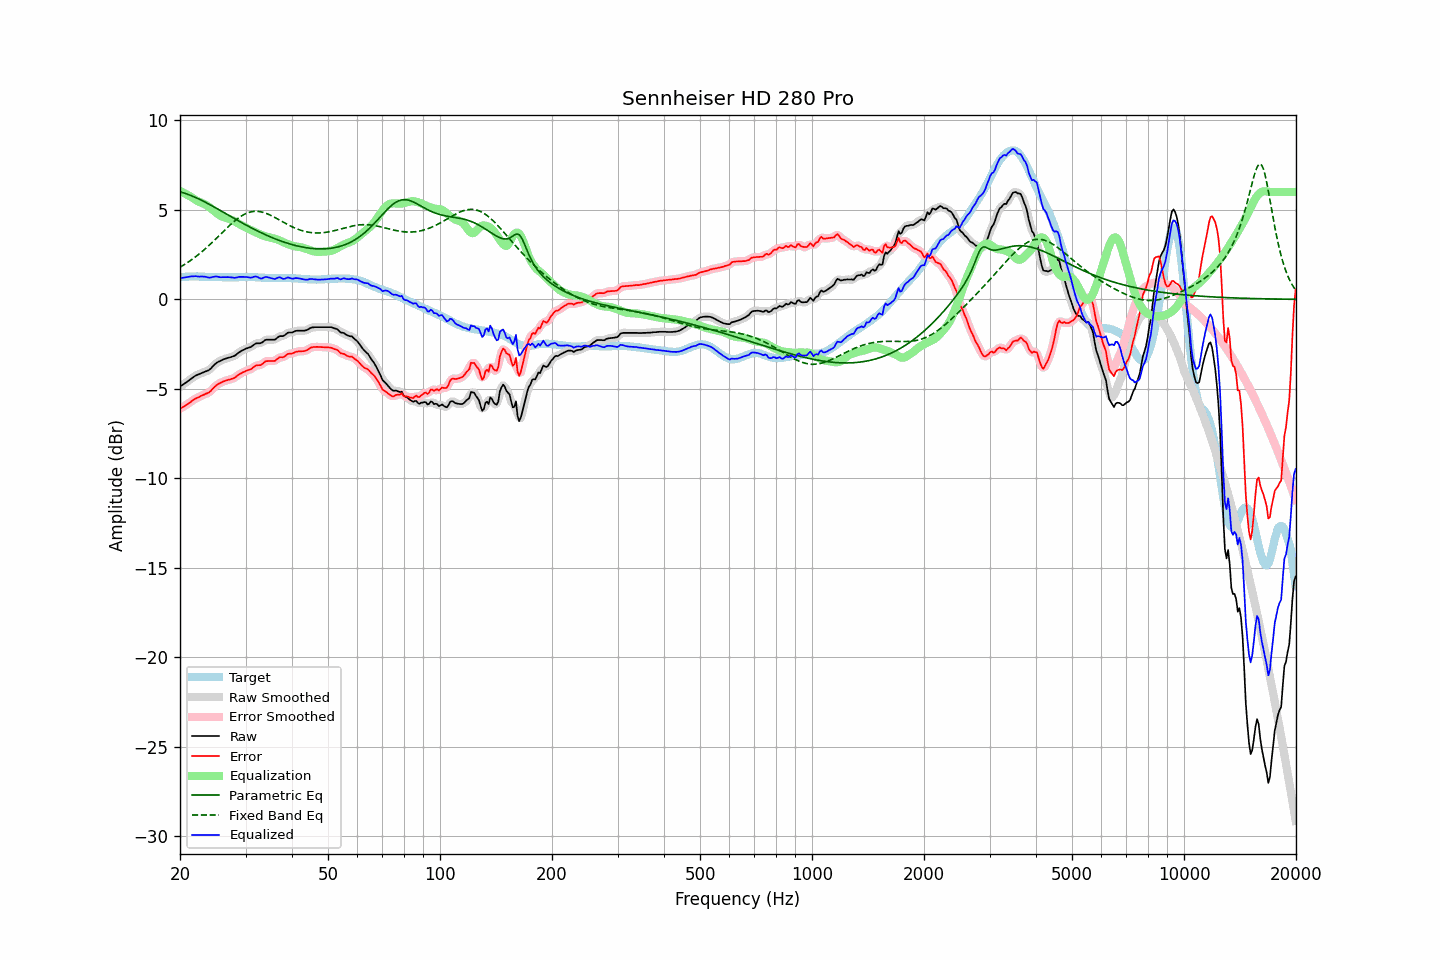 Sennheiser HD 280 Pro
10
5
0
−5
−10
−15
−20
−25
−30
Amplitude (dBr)
Target
Raw Smoothed
Error Smoothed
Raw
Error
Equalization
Parametric Eq
Fixed Band Eq
Equalized
20 50 100 200 500 1000 2000 5000 10000 20000
Frequency (Hz)